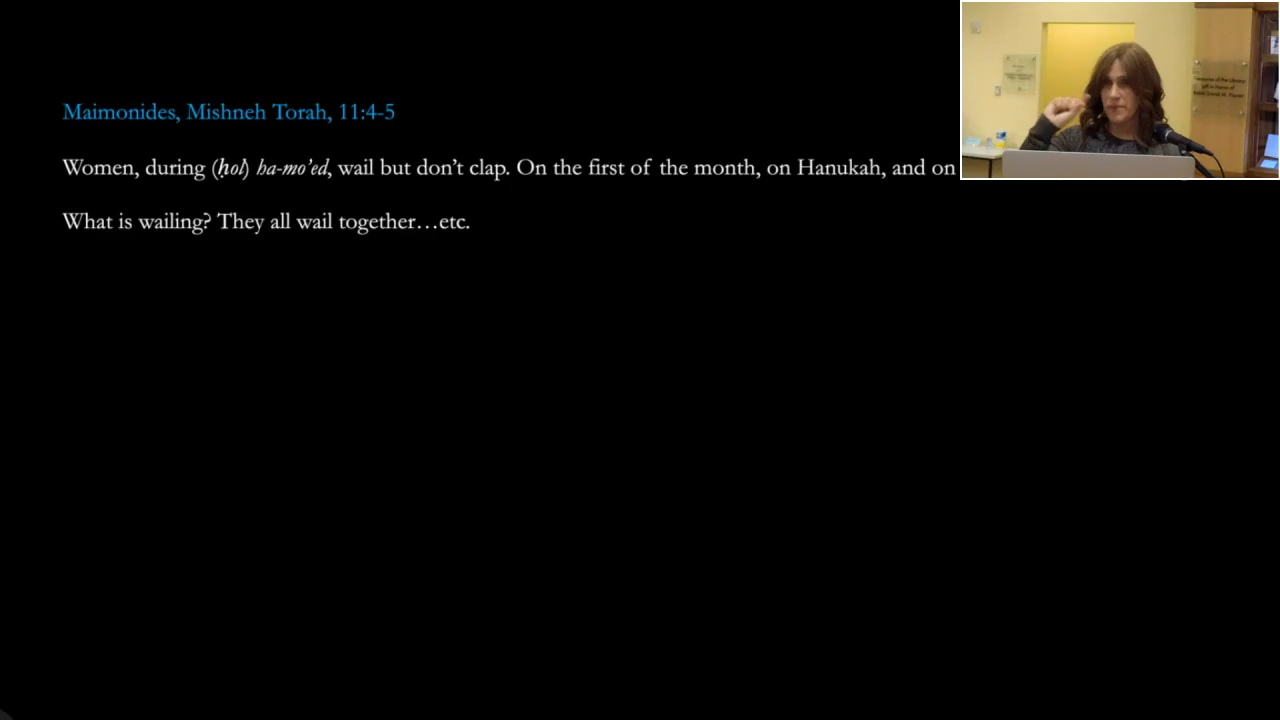 Maimonides, Mishneh Torah, 11:4-5
Women, during (ḥol) ha-mo’ed, wail but don’t clap. On the first of the month, on Hanukah, and on
What is wailing? They all wail together…etc.